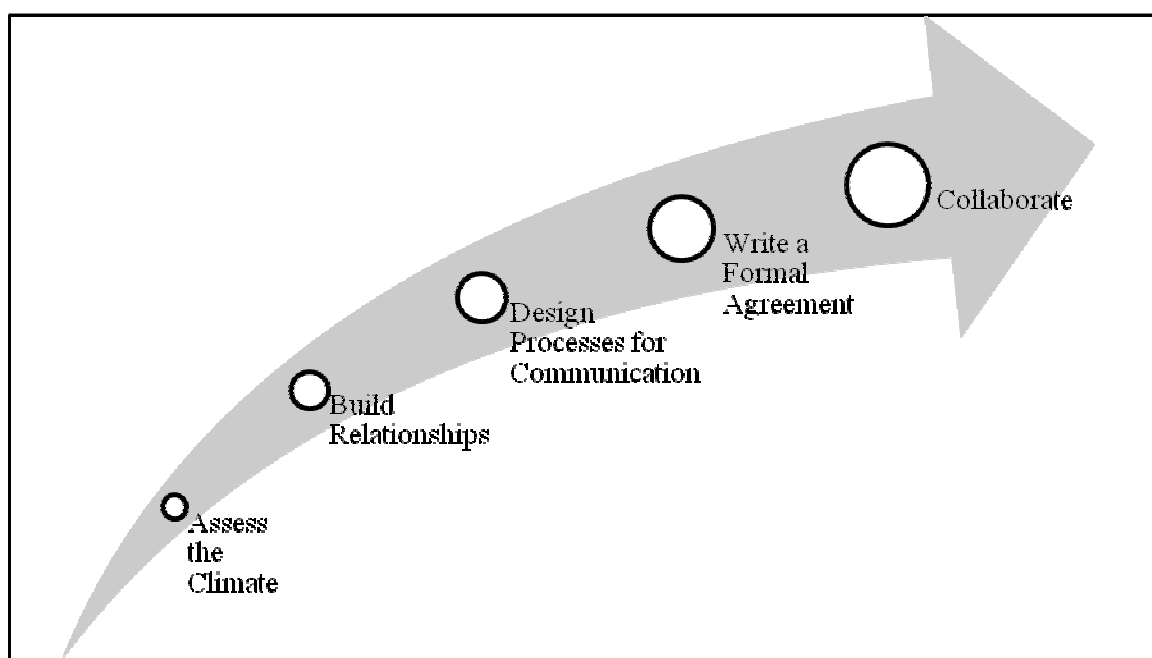 Assess
the
Climate
Build
Relationships
Design
Processes for
Communication
Write a
Formal
Agreement
Collaborate